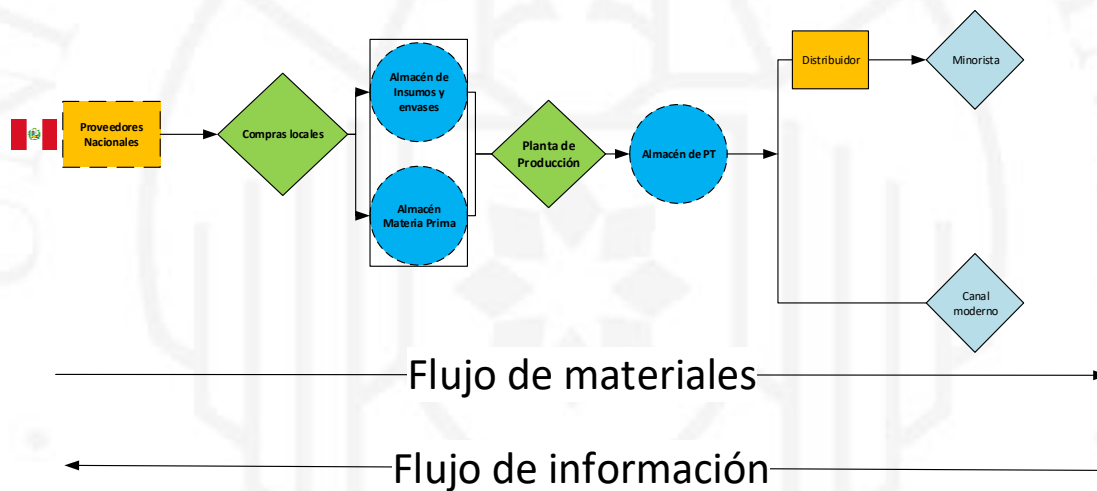 Proveedores
Nacionales
Compras locales
Almacén de
Insumos y
envases
Almacén
Materia Prima
Planta de
Producción
Almacén de PT
Distribuidor
Minorista
Canal
moderno
Flujo de materiales
Flujo de información